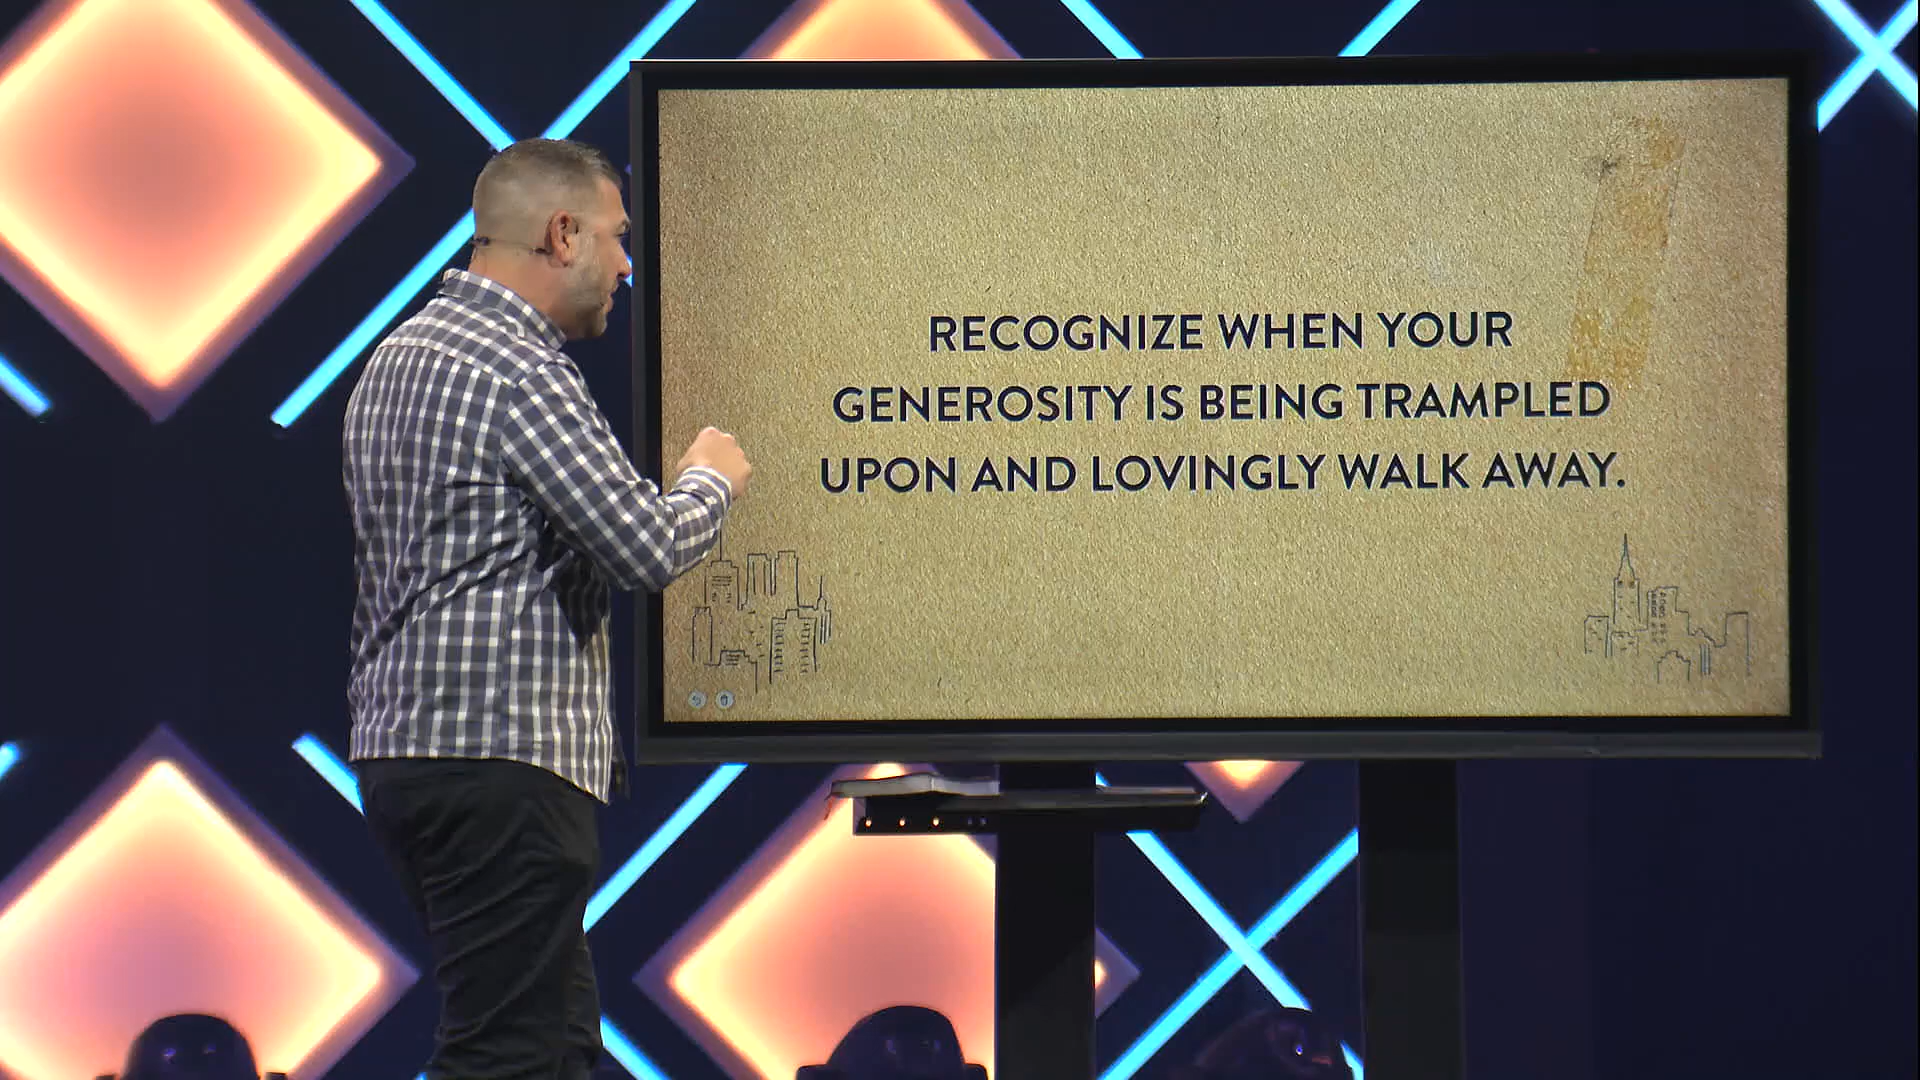 RECOGNIZE WHEN YOUR
GENEROSITY IS BEING TRAMPLED
UPON AND LOVINGLY WALK AWAY.